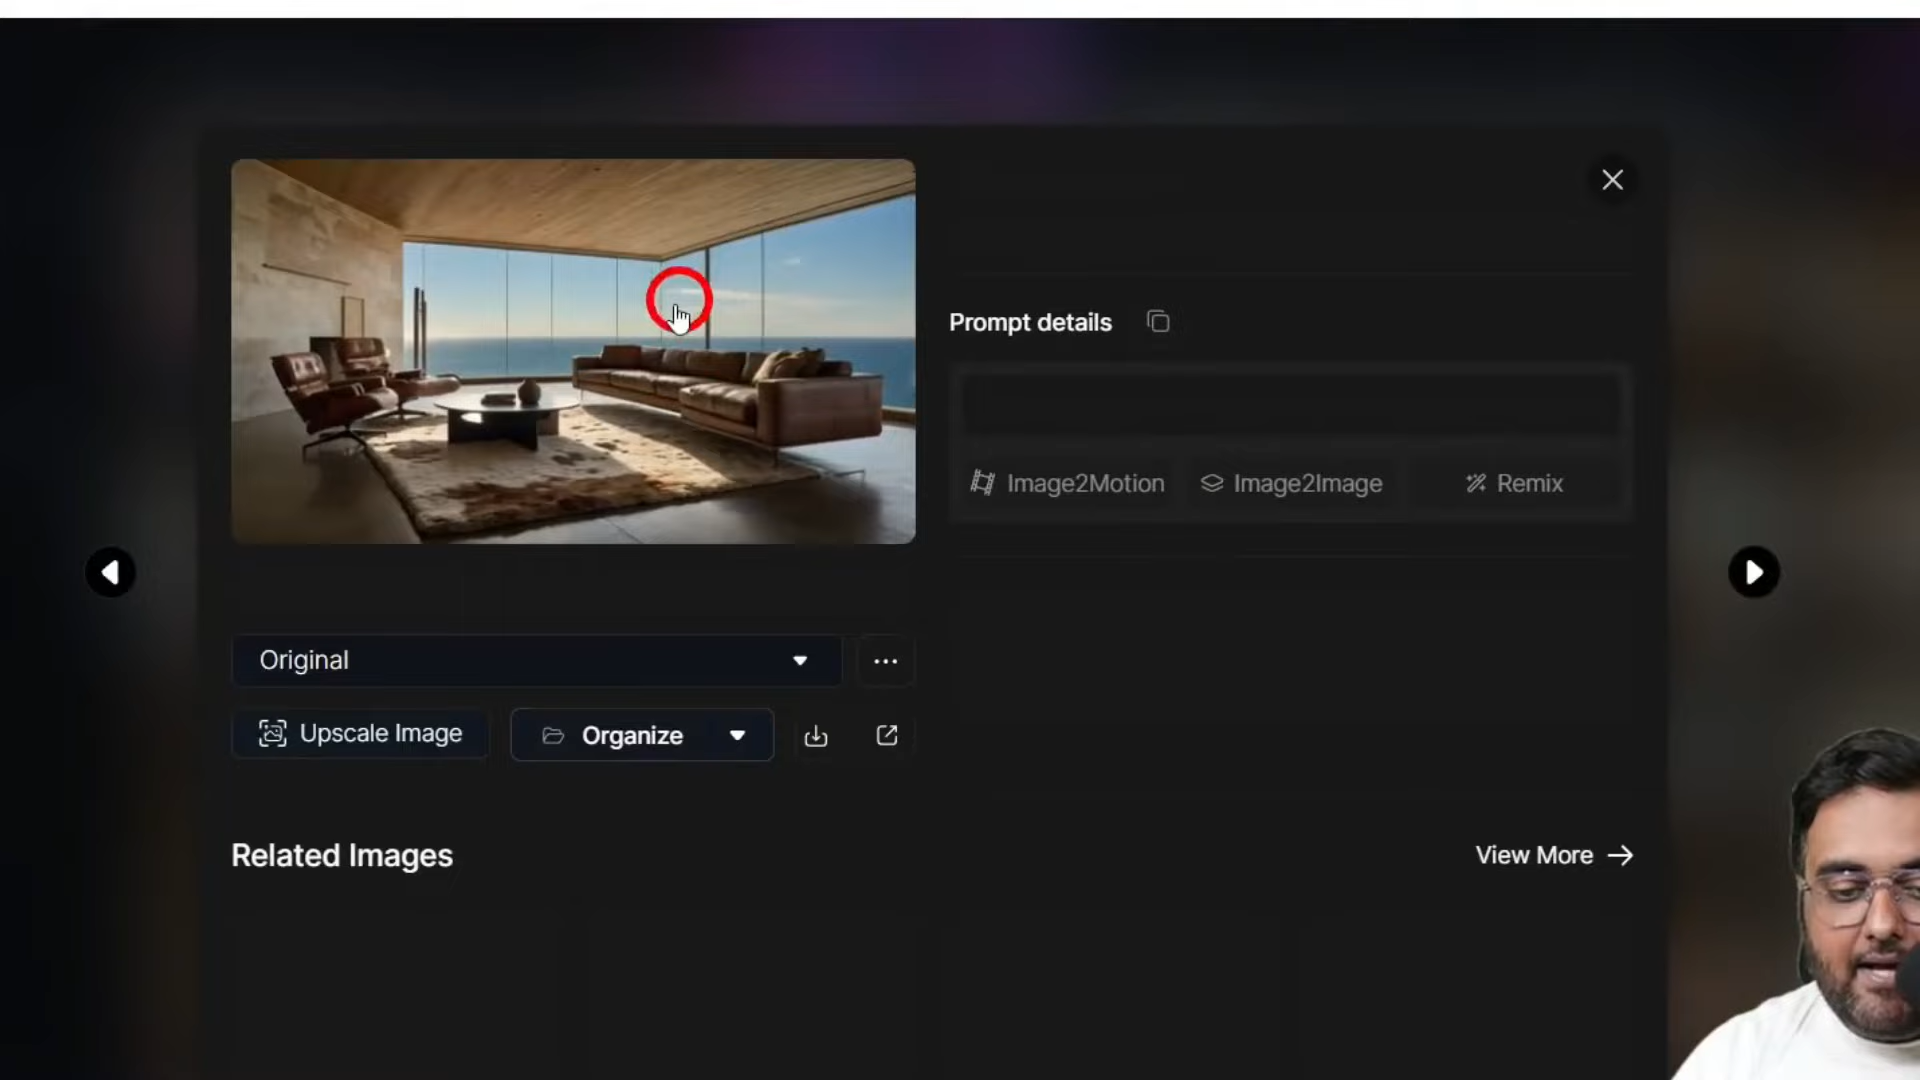 Prompt details
Image2Motion
Image2Image
Remix
Original
Upscale Image
Organize
Related Images
View More